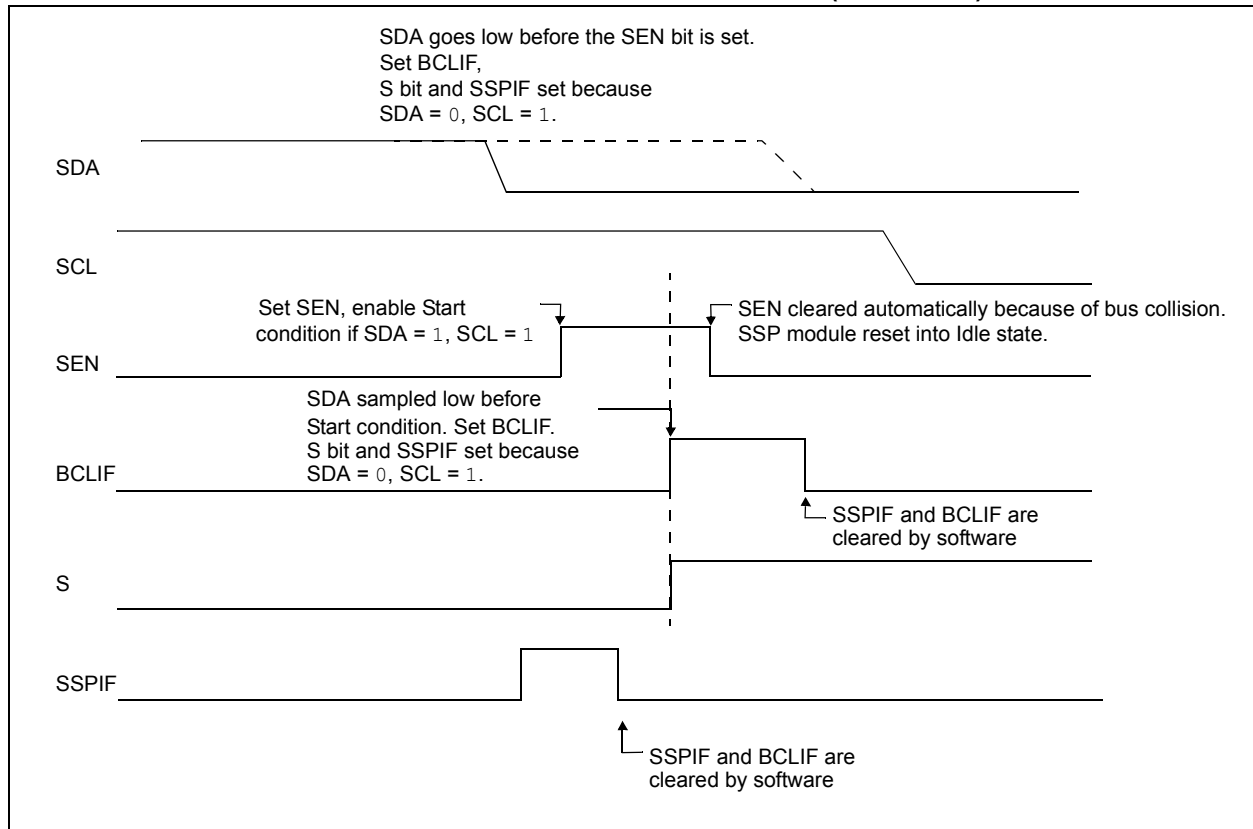 SDA goes low before the SEN bit is set.
Set BCLIF,
S bit and SSPIF set because
SDA = 0, SCL = 1.
SDA
SCL
Set SEN, enable Start
condition if SDA = 1, SCL = 1
SEN cleared automatically because of bus collision.
SSP module reset into Idle state.
SEN
SDA sampled low before
Start condition. Set BCLIF.
S bit and SSPIF set because
SDA = 0, SCL = 1.
BCLIF
SSPIF and BCLIF are
cleared by software
S
SSPIF
SSPIF and BCLIF are
cleared by software